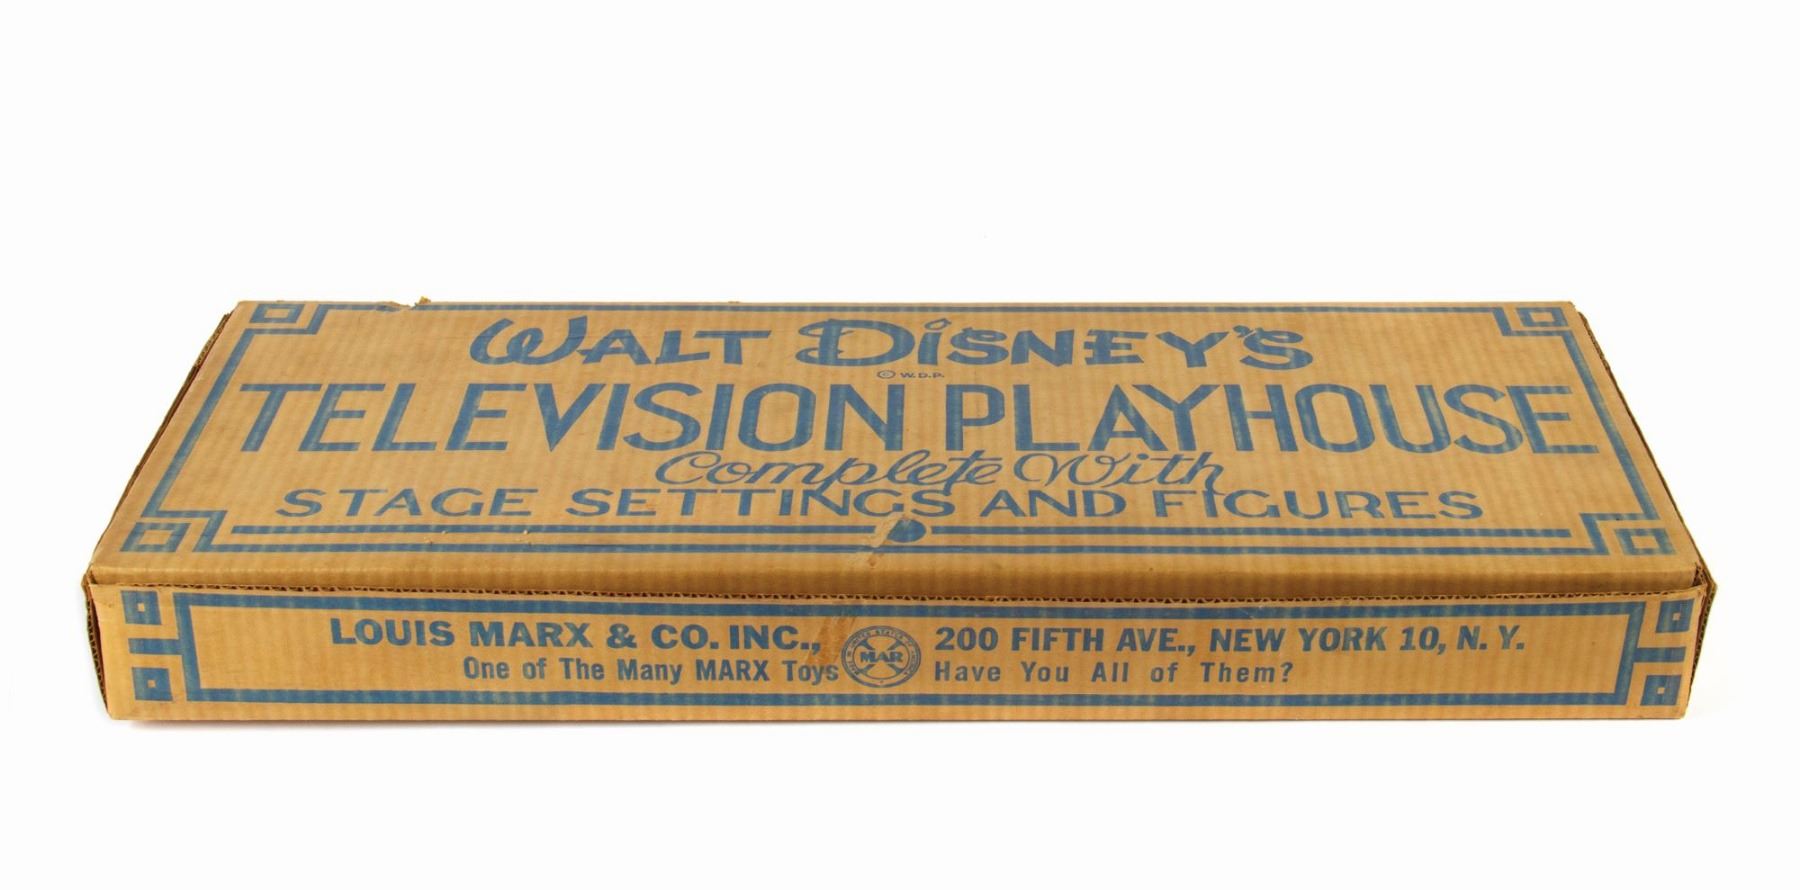 WALT DISNEY'S
© W.D.P.
TELEVISION PLAYHOUSE
Complete With
STAGE SETTINGS AND FIGURES
LOUIS MARX & CO. INC., 200 FIFTH AVE., NEW YORK 10, N. Y.
MAR
One of The Many MARX Toys Have You All of Them?